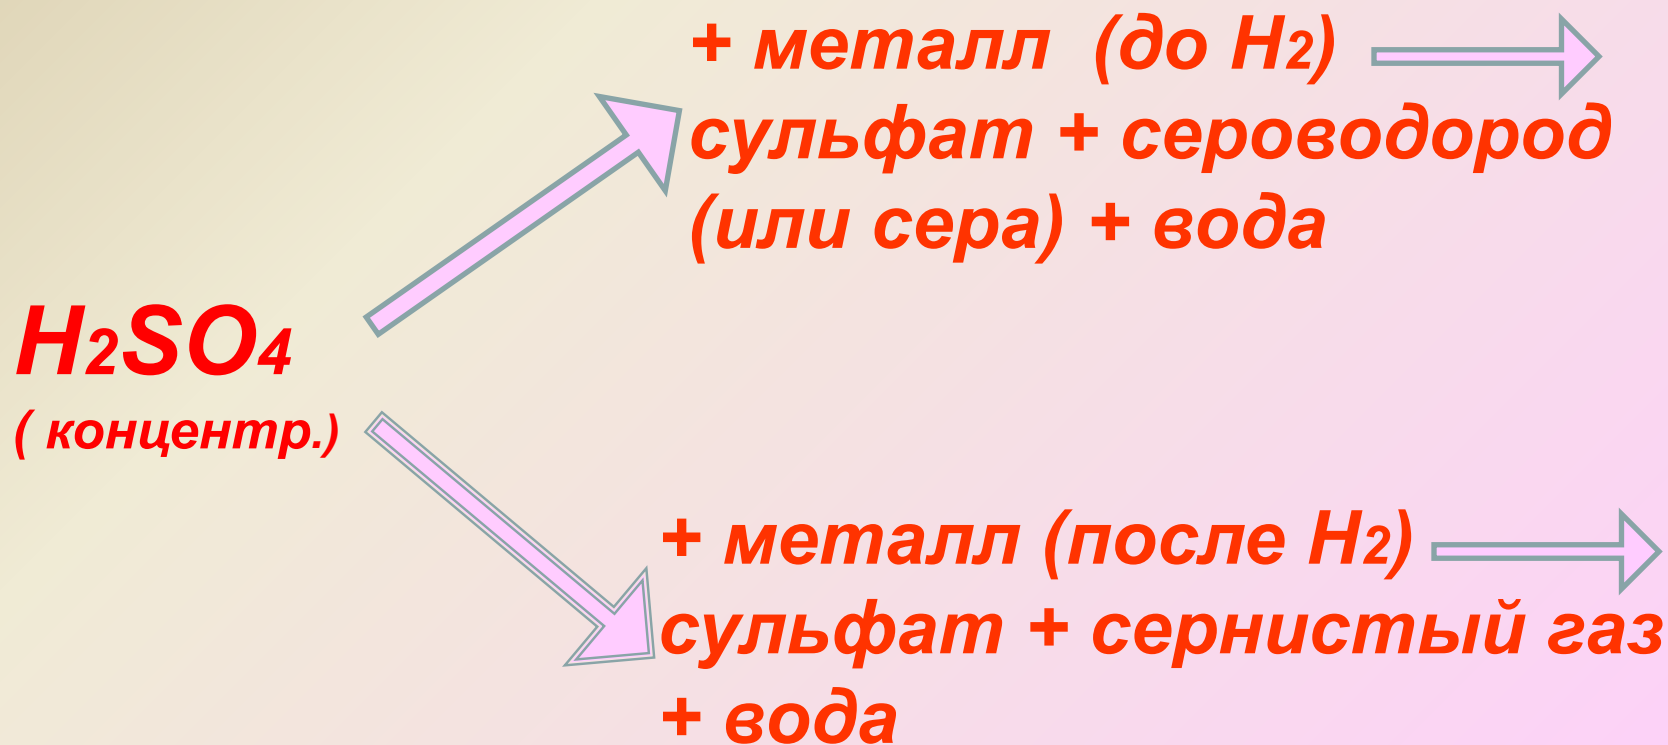 + металл (до H2)
сульфат + сероводород
(или сера) + вода
H2SO4
( концентр.)
+ металл (после H2)
сульфат + сернистый газ
+ вода